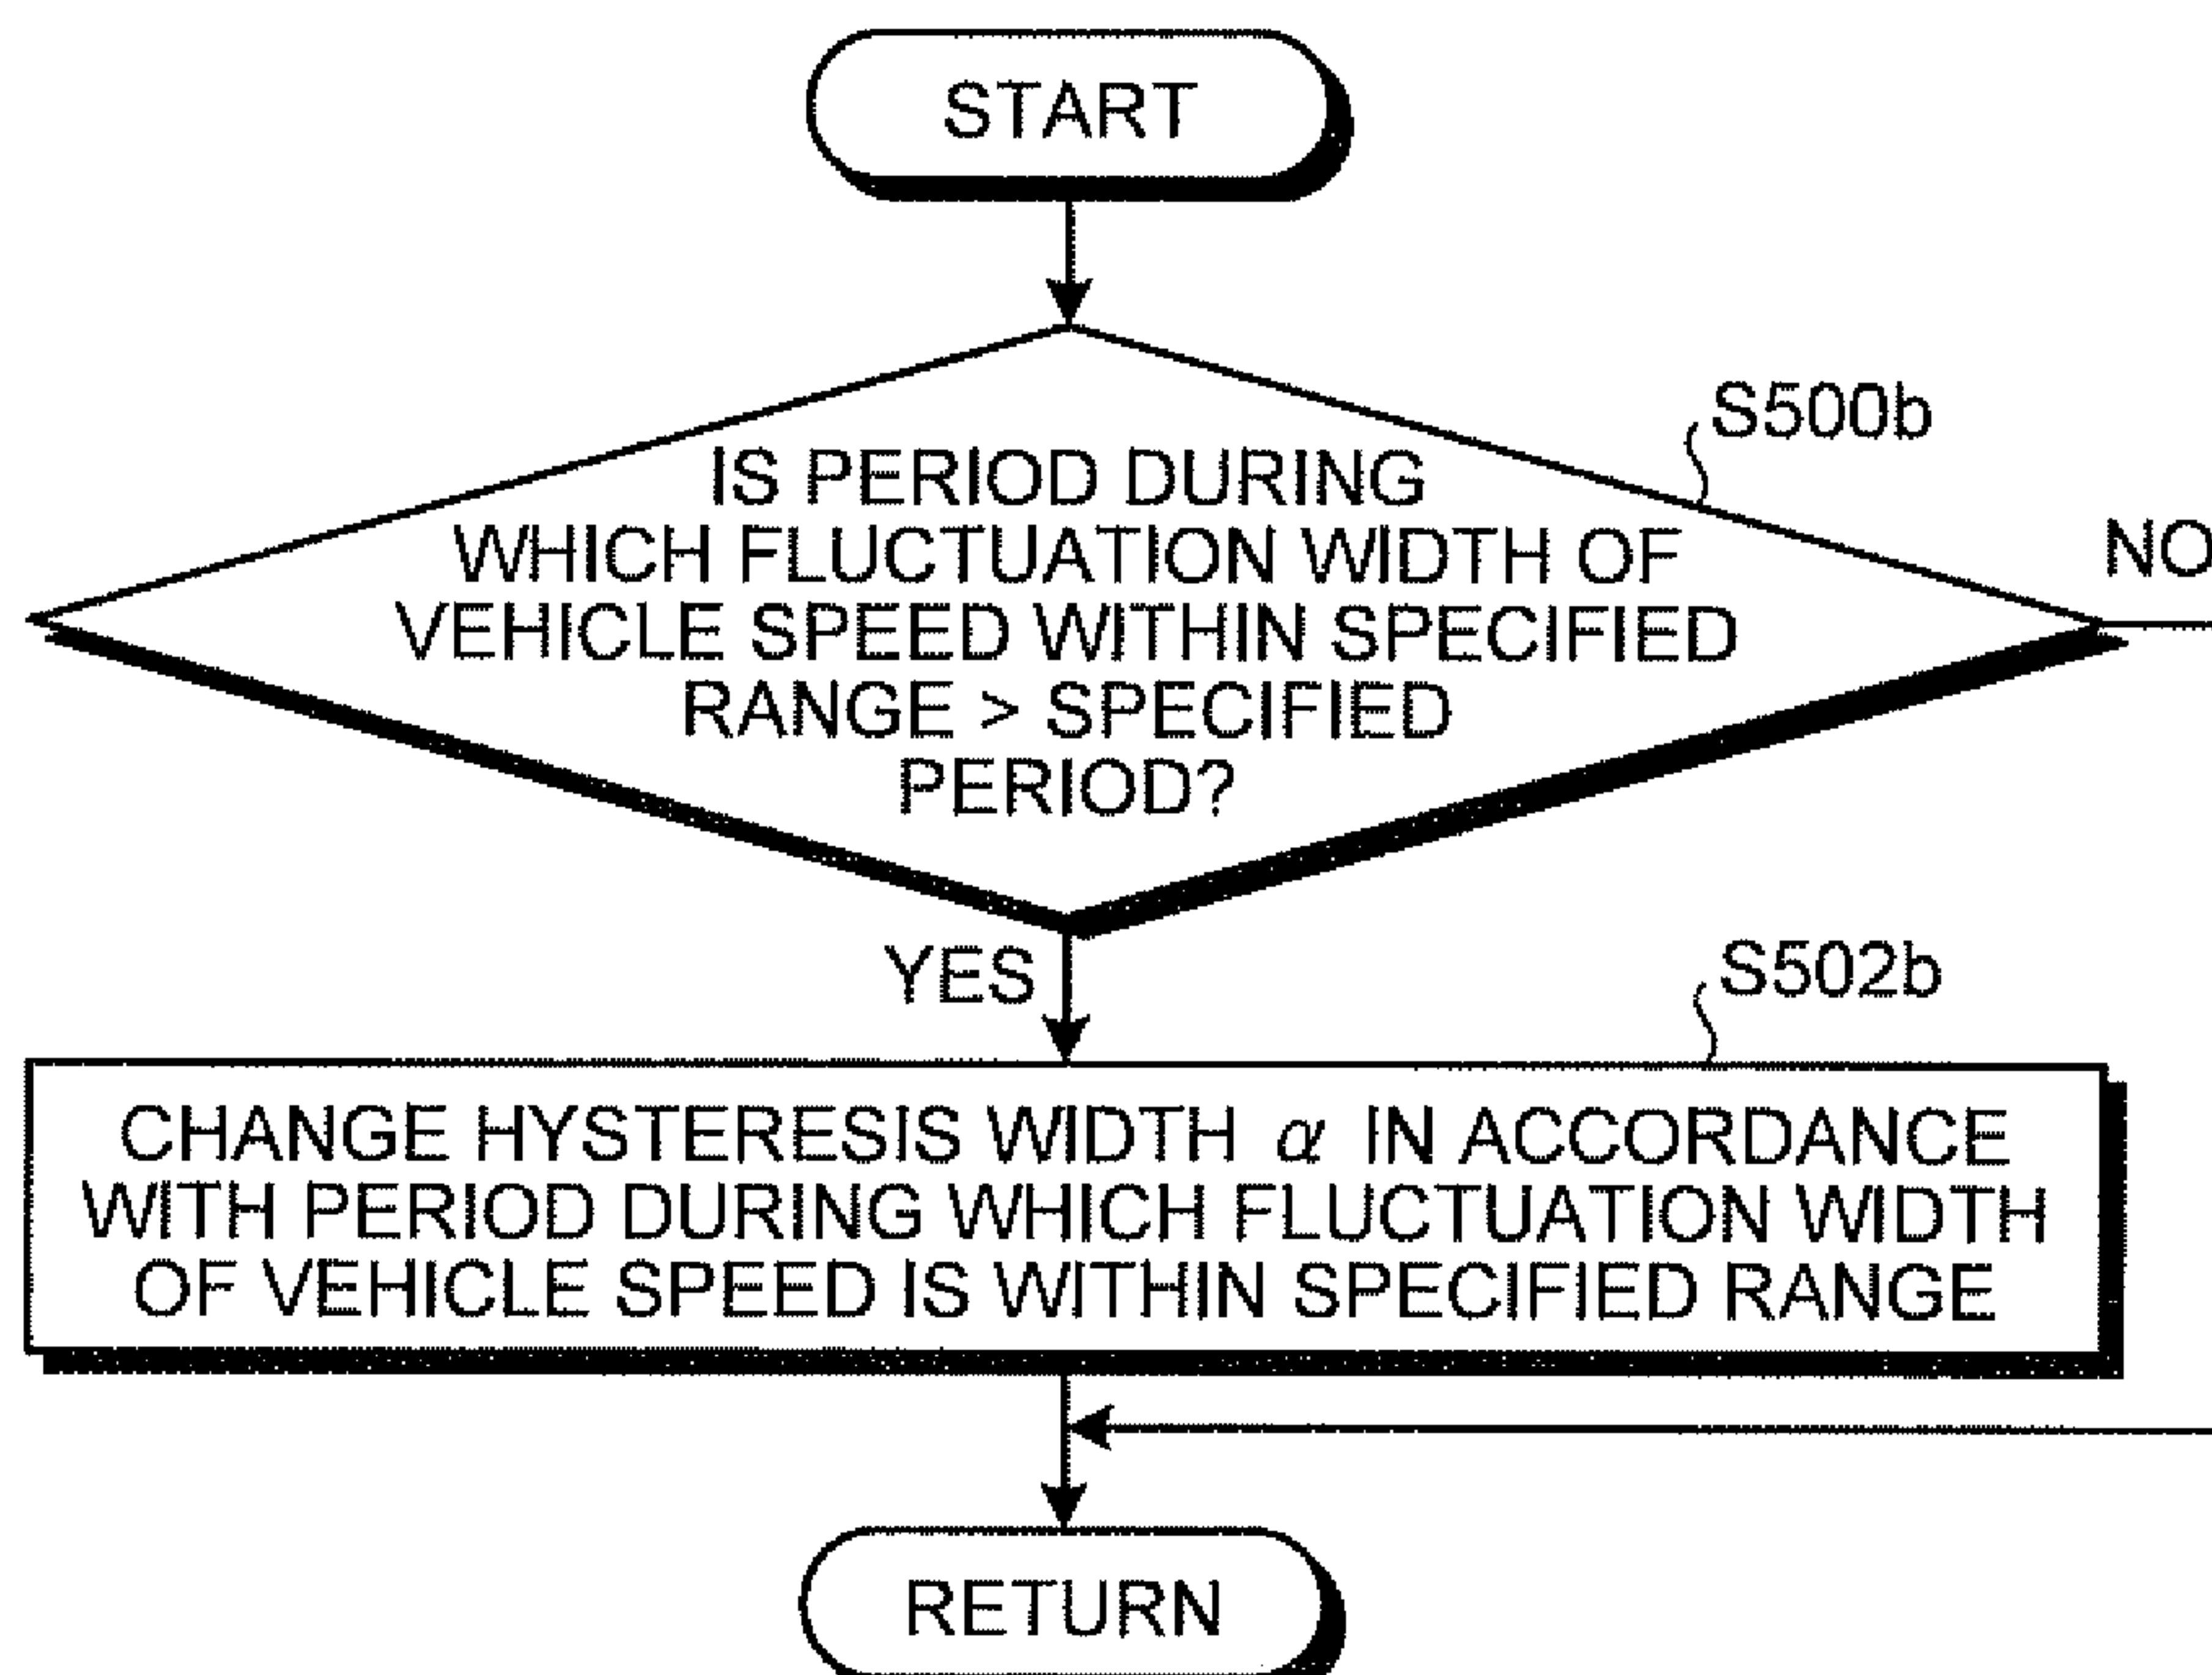 START
S500b
IS PERIOD DURING
WHICH FLUCTUATION WIDTH OF
VEHICLE SPEED WITHIN SPECIFIED
RANGE > SPECIFIED
PERIOD?
NO
YES
S502b
CHANGE HYSTERESIS WIDTH α IN ACCORDANCE
WITH PERIOD DURING WHICH FLUCTUATION WIDTH
OF VEHICLE SPEED IS WITHIN SPECIFIED RANGE
RETURN